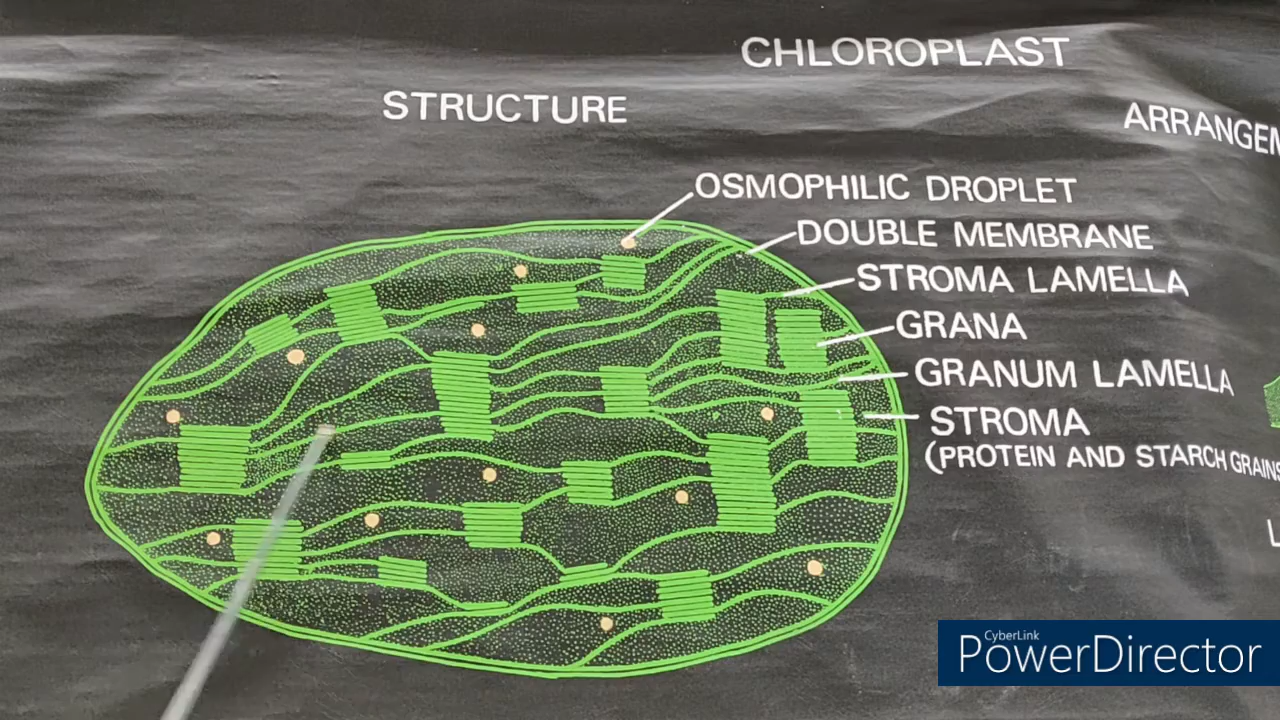 CHLOROPLAST
STRUCTURE
OSMOPHILIC DROPLET
DOUBLE MEMBRANE
STROMA LAMELLA
GRANA
GRANUM LAMELLA
STROMA
(PROTEIN AND STARCH GRAINS
CyberLink
PowerDirector